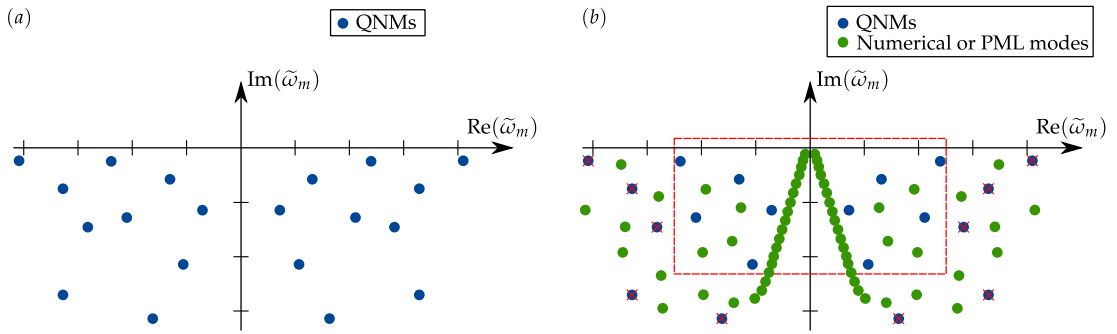 (a)
QNMs
Im(ω̃ₘ)
Re(ω̃ₘ)
(b)
QNMs
Numerical or PML modes
Im(ω̃ₘ)
Re(ω̃ₘ)